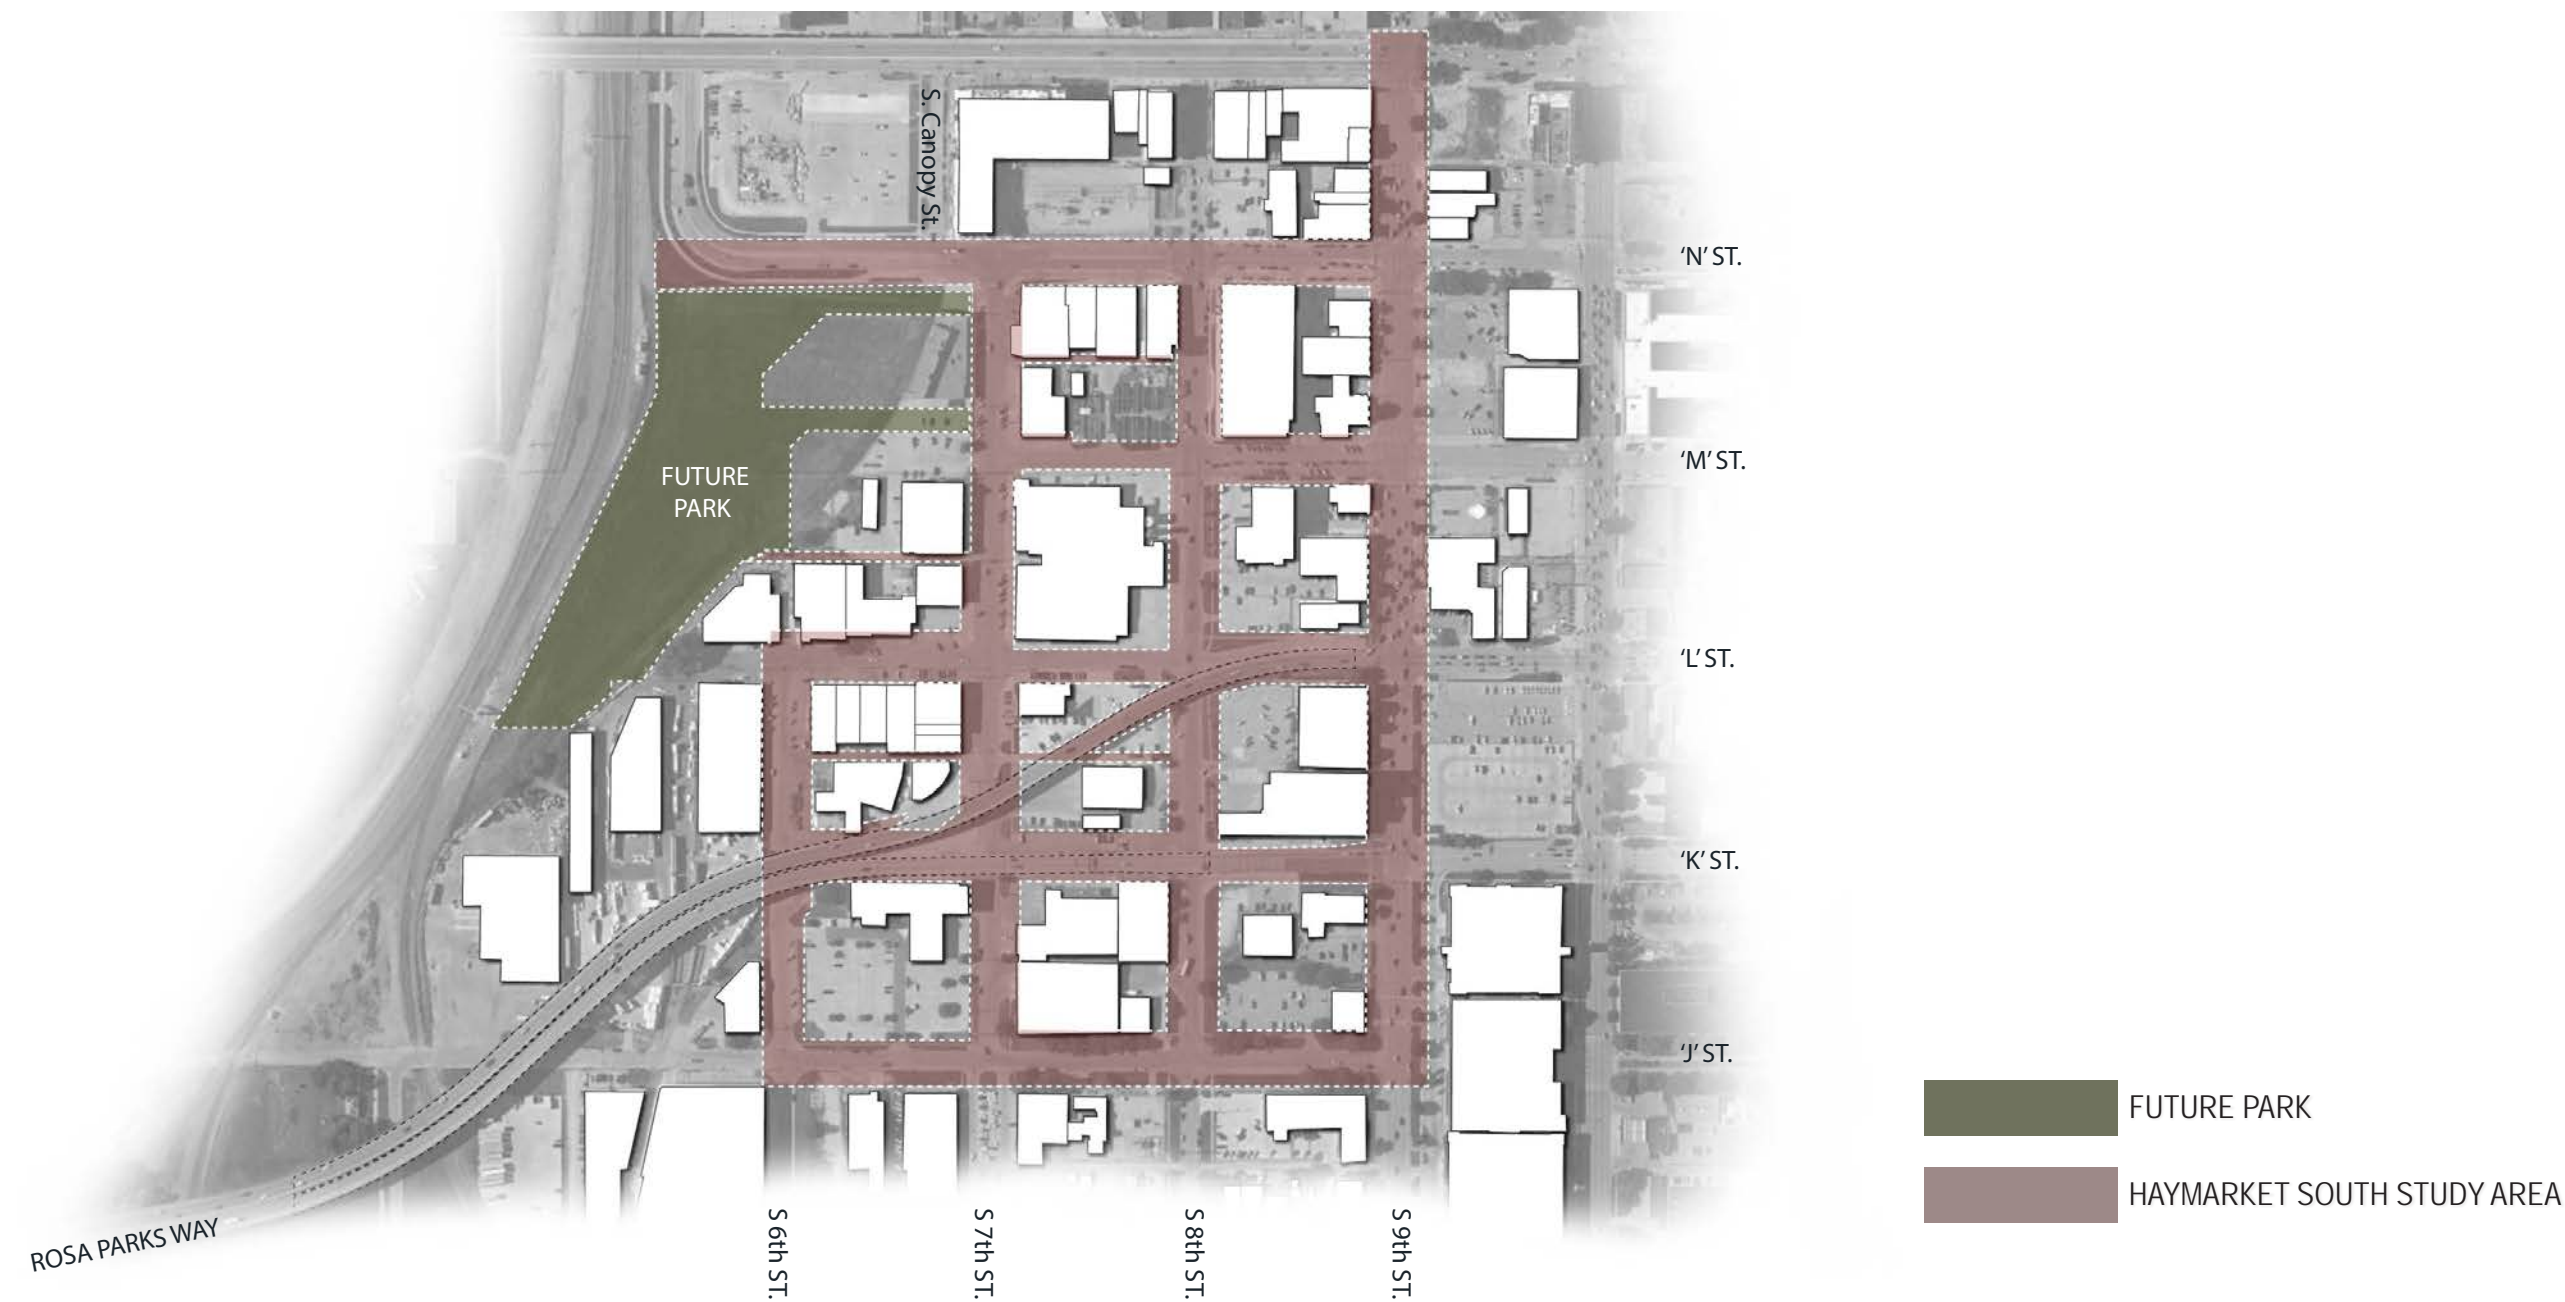 S. Canopy St.
‘N’ ST.
‘M’ ST.
FUTURE
PARK
‘L’ ST.
‘K’ ST.
‘J’ ST.
FUTURE PARK
HAYMARKET SOUTH STUDY AREA
ROSA PARKS WAY
S 6th ST.
S 7th ST.
S 8th ST.
S 9th ST.